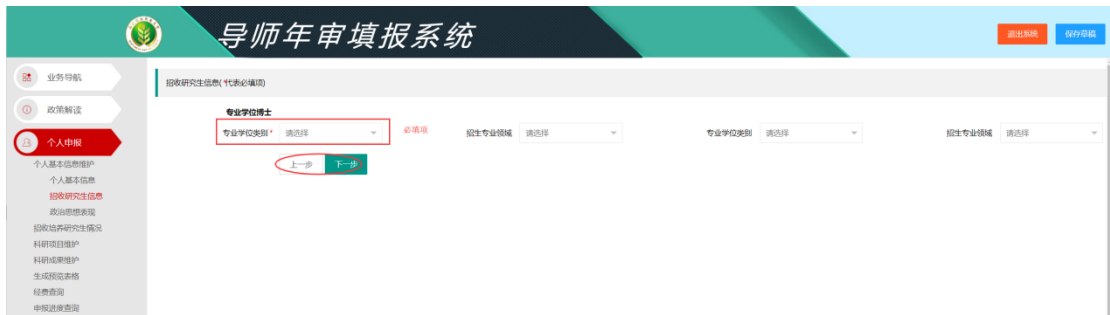 导师年审填报系统
退出系统 保存草稿
业务导航
政策解读
个人申报
个人基本信息维护
个人基本信息
招收研究生信息
政治思想表现
招收培养研究生情况
科研项目维护
科研成果维护
生成预览表格
经费查询
申报进度查询
招收研究生信息(*代表必填项)
专业学位博士
专业学位类别* 请选择 必填项 招生专业领域 请选择 专业学位类别 请选择 招生专业领域 请选择
上一步 下一步